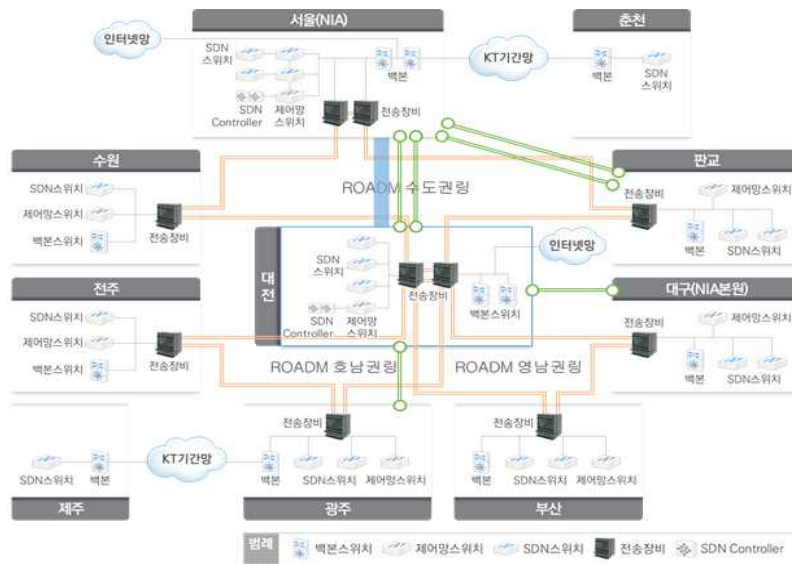 서울(NIA)
춘천
인터넷망
SDN
스위치
백본
KT기간망
백본
SDN
스위치
SDN
Controller
제어망
스위치
전송장비
수원
SDN스위치
제어망스위치
백본스위치
전송장비
ROADM 수도권링
판교
전송장비
제어망스위치
백본
SDN스위치
대전
SDN
스위치
SDN
Controller
제어망
스위치
전송장비
백본스위치
인터넷망
전주
SDN스위치
제어망스위치
백본스위치
전송장비
대구(NIA본원)
전송장비
제어망스위치
백본
SDN스위치
ROADM 호남권링
ROADM 영남권링
SDN스위치
백본
제주
KT기간망
전송장비
백본
SDN스위치
제어망스위치
광주
전송장비
백본
SDN스위치
제어망스위치
부산
범례
백본스위치
제어망스위치
SDN스위치
전송장비
SDN Controller